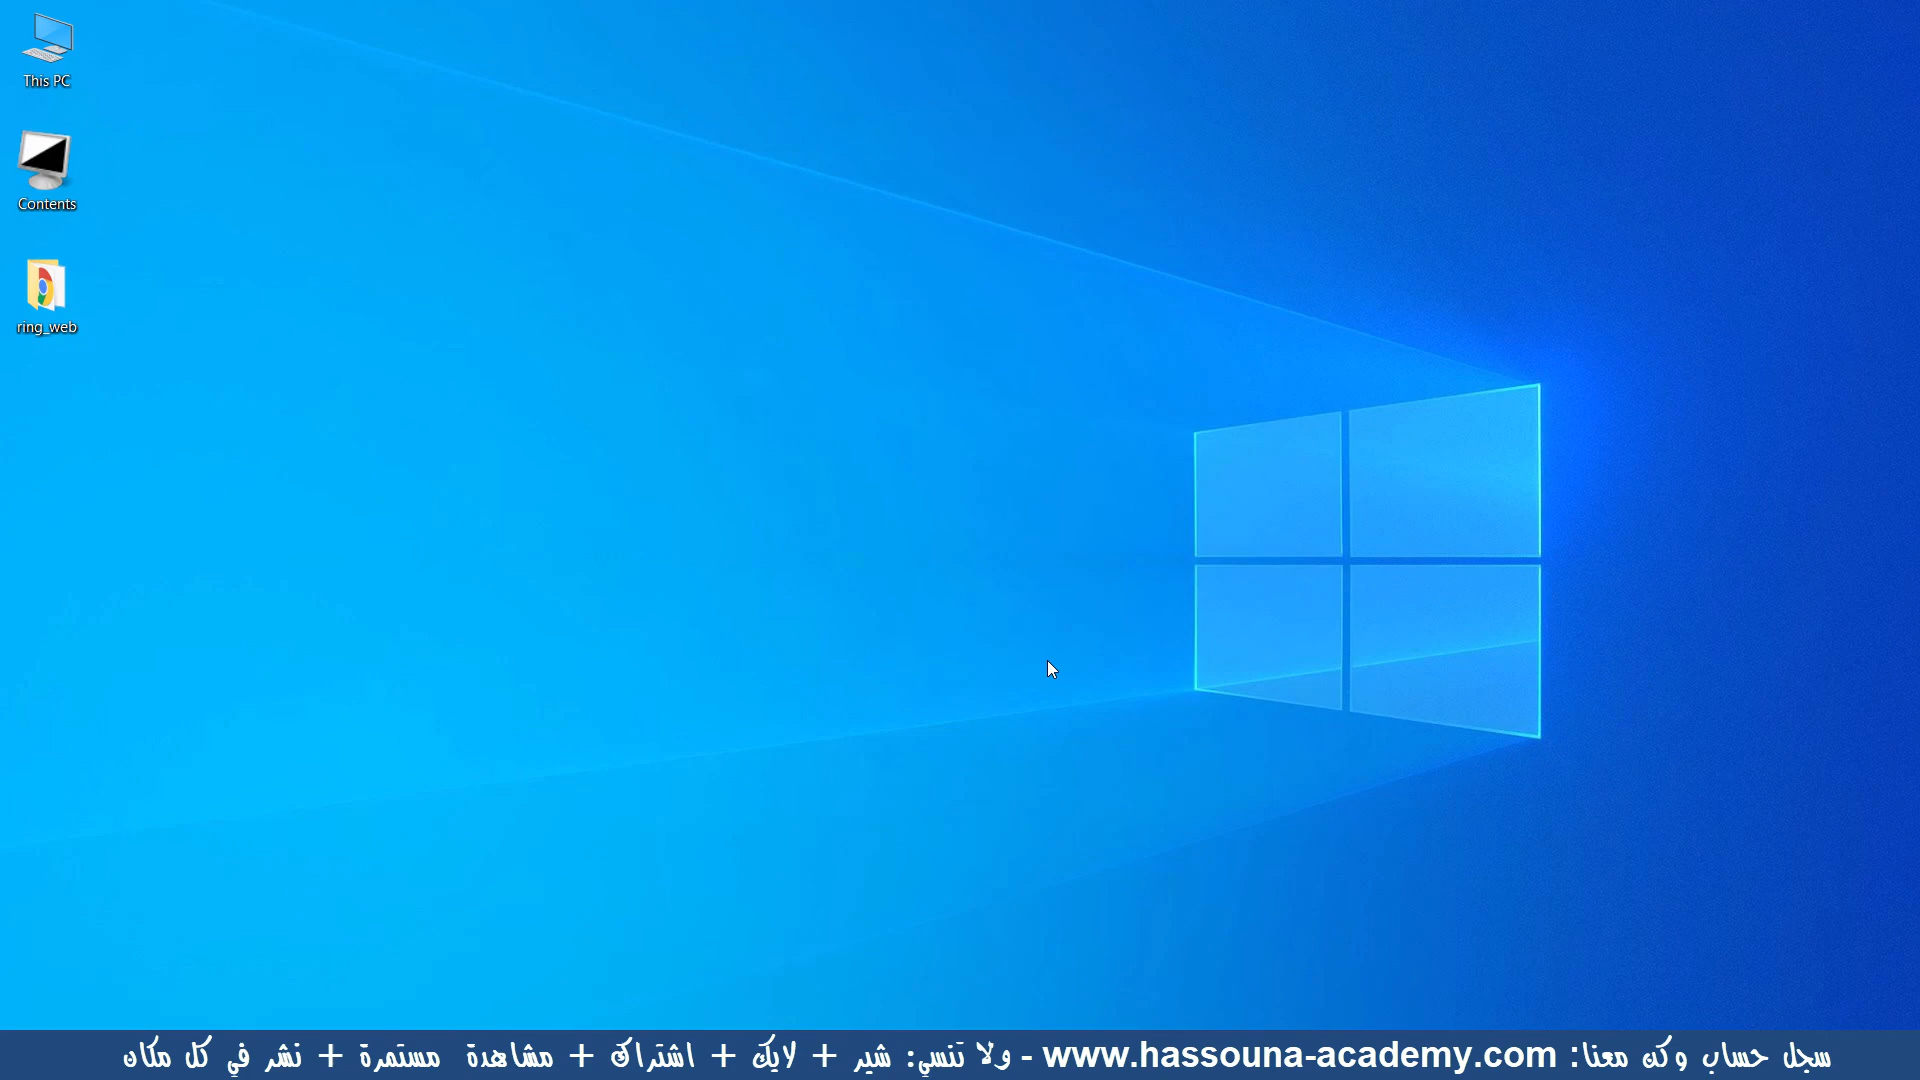 This PC
Contents
ring_web
سجل حساب وكن معنا: www.hassouna-academy.com - ولا تنسي: شير + لايك + اشتراك + مشاهدة مستمرة + نشر في كل مكان